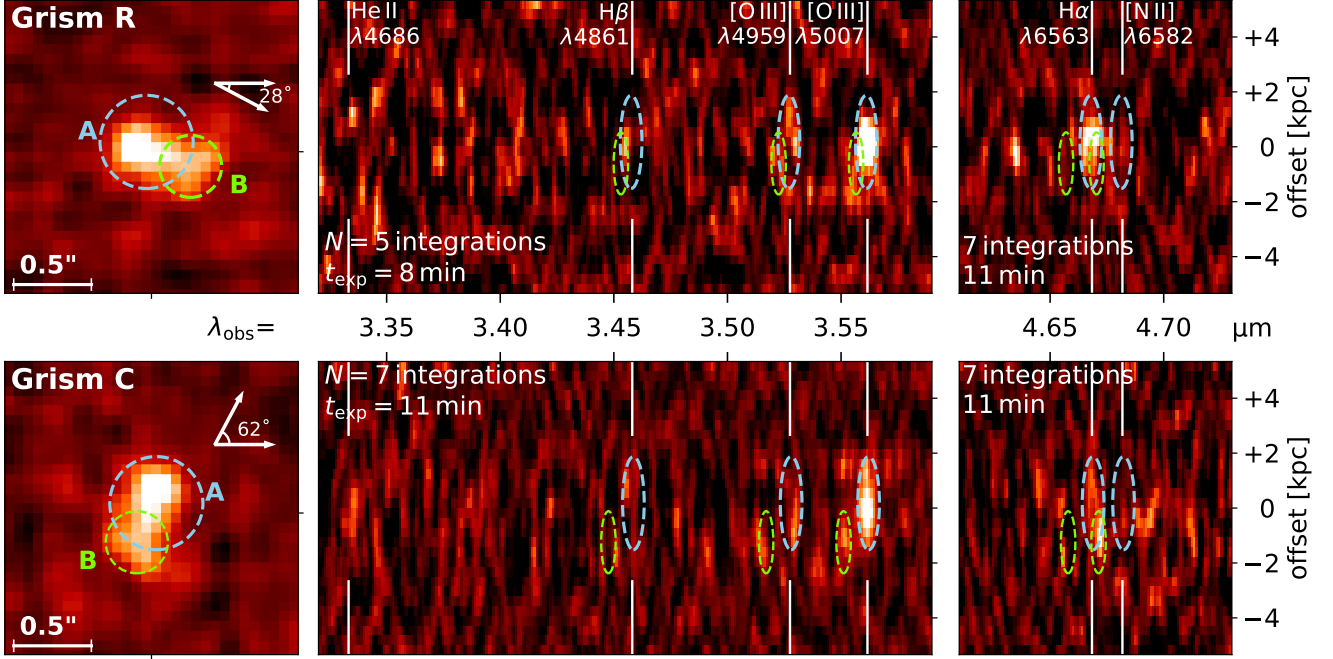 Grism R
28°
A
B
0.5"
He II
λ4686
Hβ
λ4861
[O III]
λ4959
[O III]
λ5007
N = 5 integrations
t_exp = 8 min
Hα
λ6563
[N II]
λ6582
7 integrations
11 min
+4
+2
0
−2
−4
offset [kpc]
λ_obs=
3.35
3.40
3.45
3.50
3.55
4.65
4.70
μm
Grism C
62°
A
B
0.5"
N = 7 integrations
t_exp = 11 min
7 integrations
11 min
+4
+2
0
−2
−4
offset [kpc]